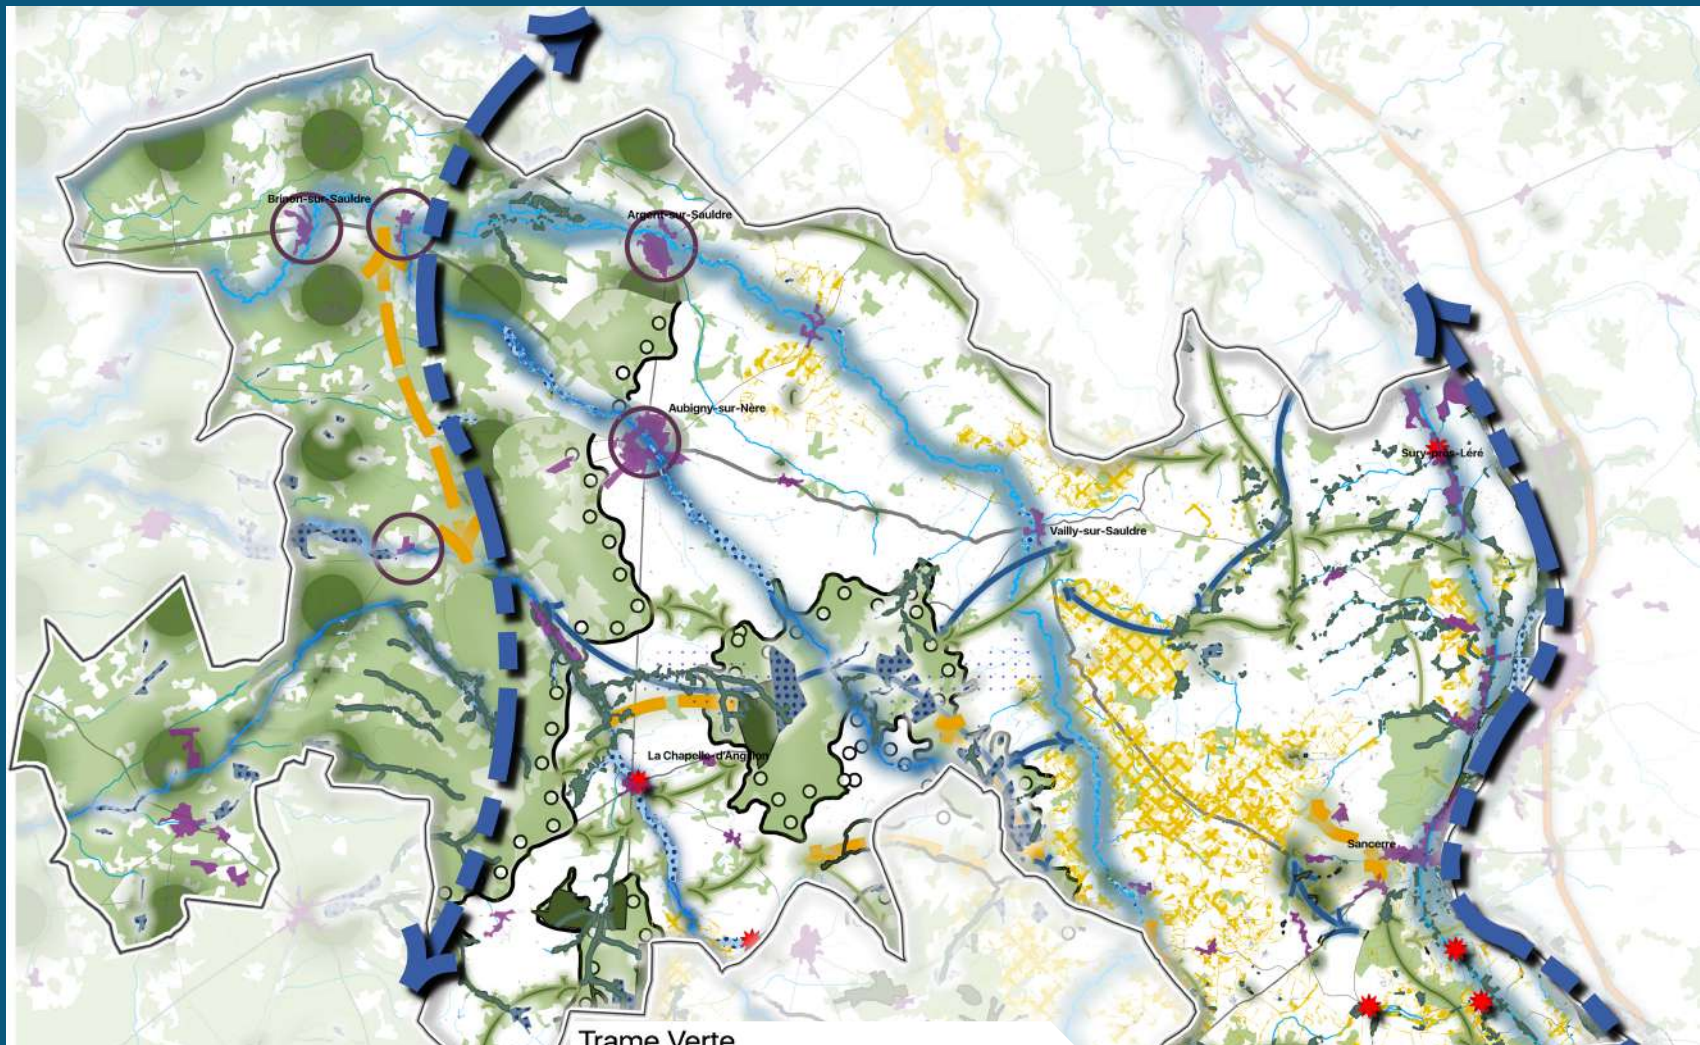 Brinon-sur-Sauldre
Argent-sur-Sauldre
Aubigny-sur-Nère
Sury-près-Léré
Vailly-sur-Sauldre
La Chapelle-d'Angillon
Sancerre
Trame Verte